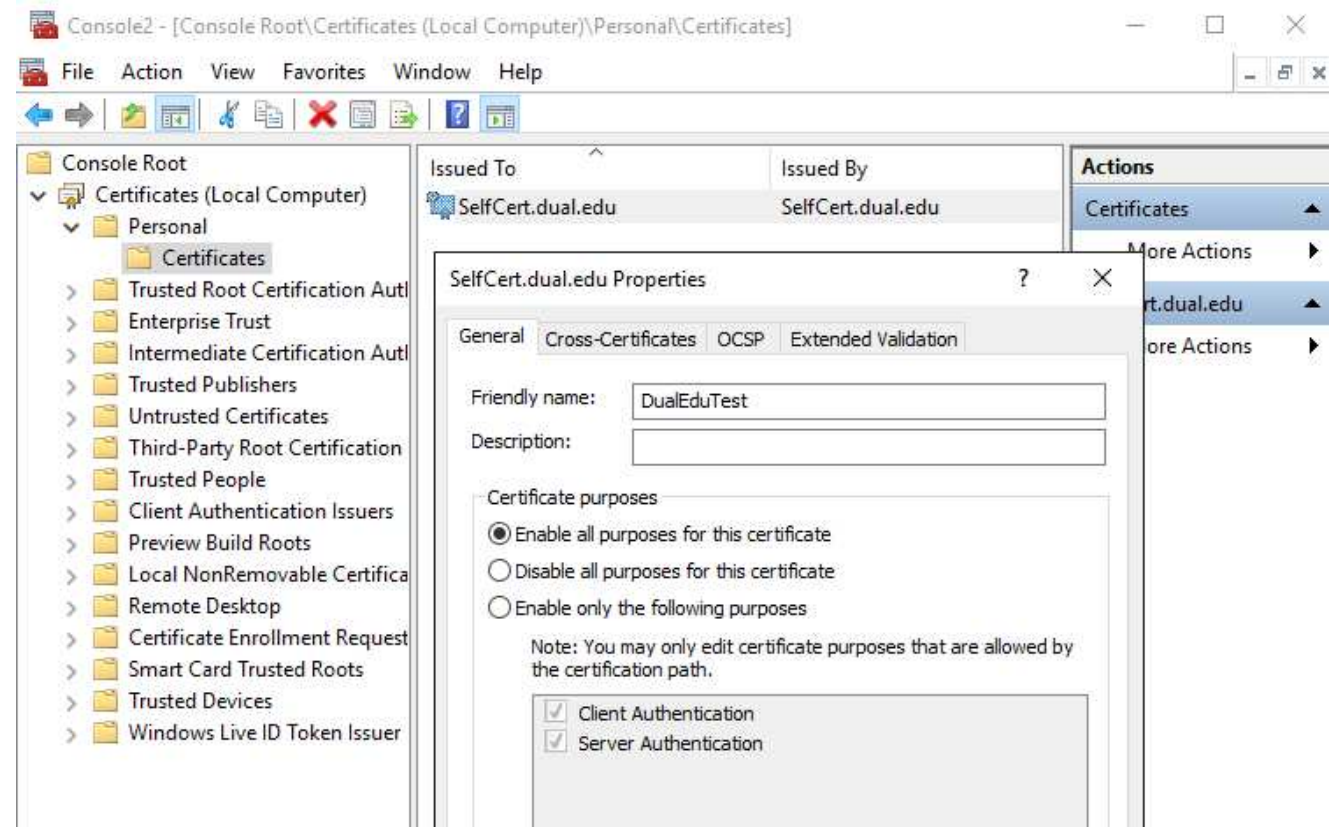 Console2 - [Console Root\Certificates (Local Computer)\Personal\Certificates]
File Action View Favorites Window Help
Console Root
Certificates (Local Computer)
Personal
Certificates
Trusted Root Certification Autl
Enterprise Trust
Intermediate Certification Autl
Trusted Publishers
Untrusted Certificates
Third-Party Root Certification
Trusted People
Client Authentication Issuers
Preview Build Roots
Local NonRemovable Certifica
Remote Desktop
Certificate Enrollment Request
Smart Card Trusted Roots
Trusted Devices
Windows Live ID Token Issuer
Issued To Issued By
SelfCert.dual.edu SelfCert.dual.edu
SelfCert.dual.edu Properties
General Cross-Certificates OCSP Extended Validation
Friendly name: DualEduTest
Description:
Certificate purposes
Enable all purposes for this certificate
Disable all purposes for this certificate
Enable only the following purposes
Note: You may only edit certificate purposes that are allowed by
the certification path.
Client Authentication
Server Authentication
Actions
Certificates
More Actions
rt.dual.edu
ore Actions